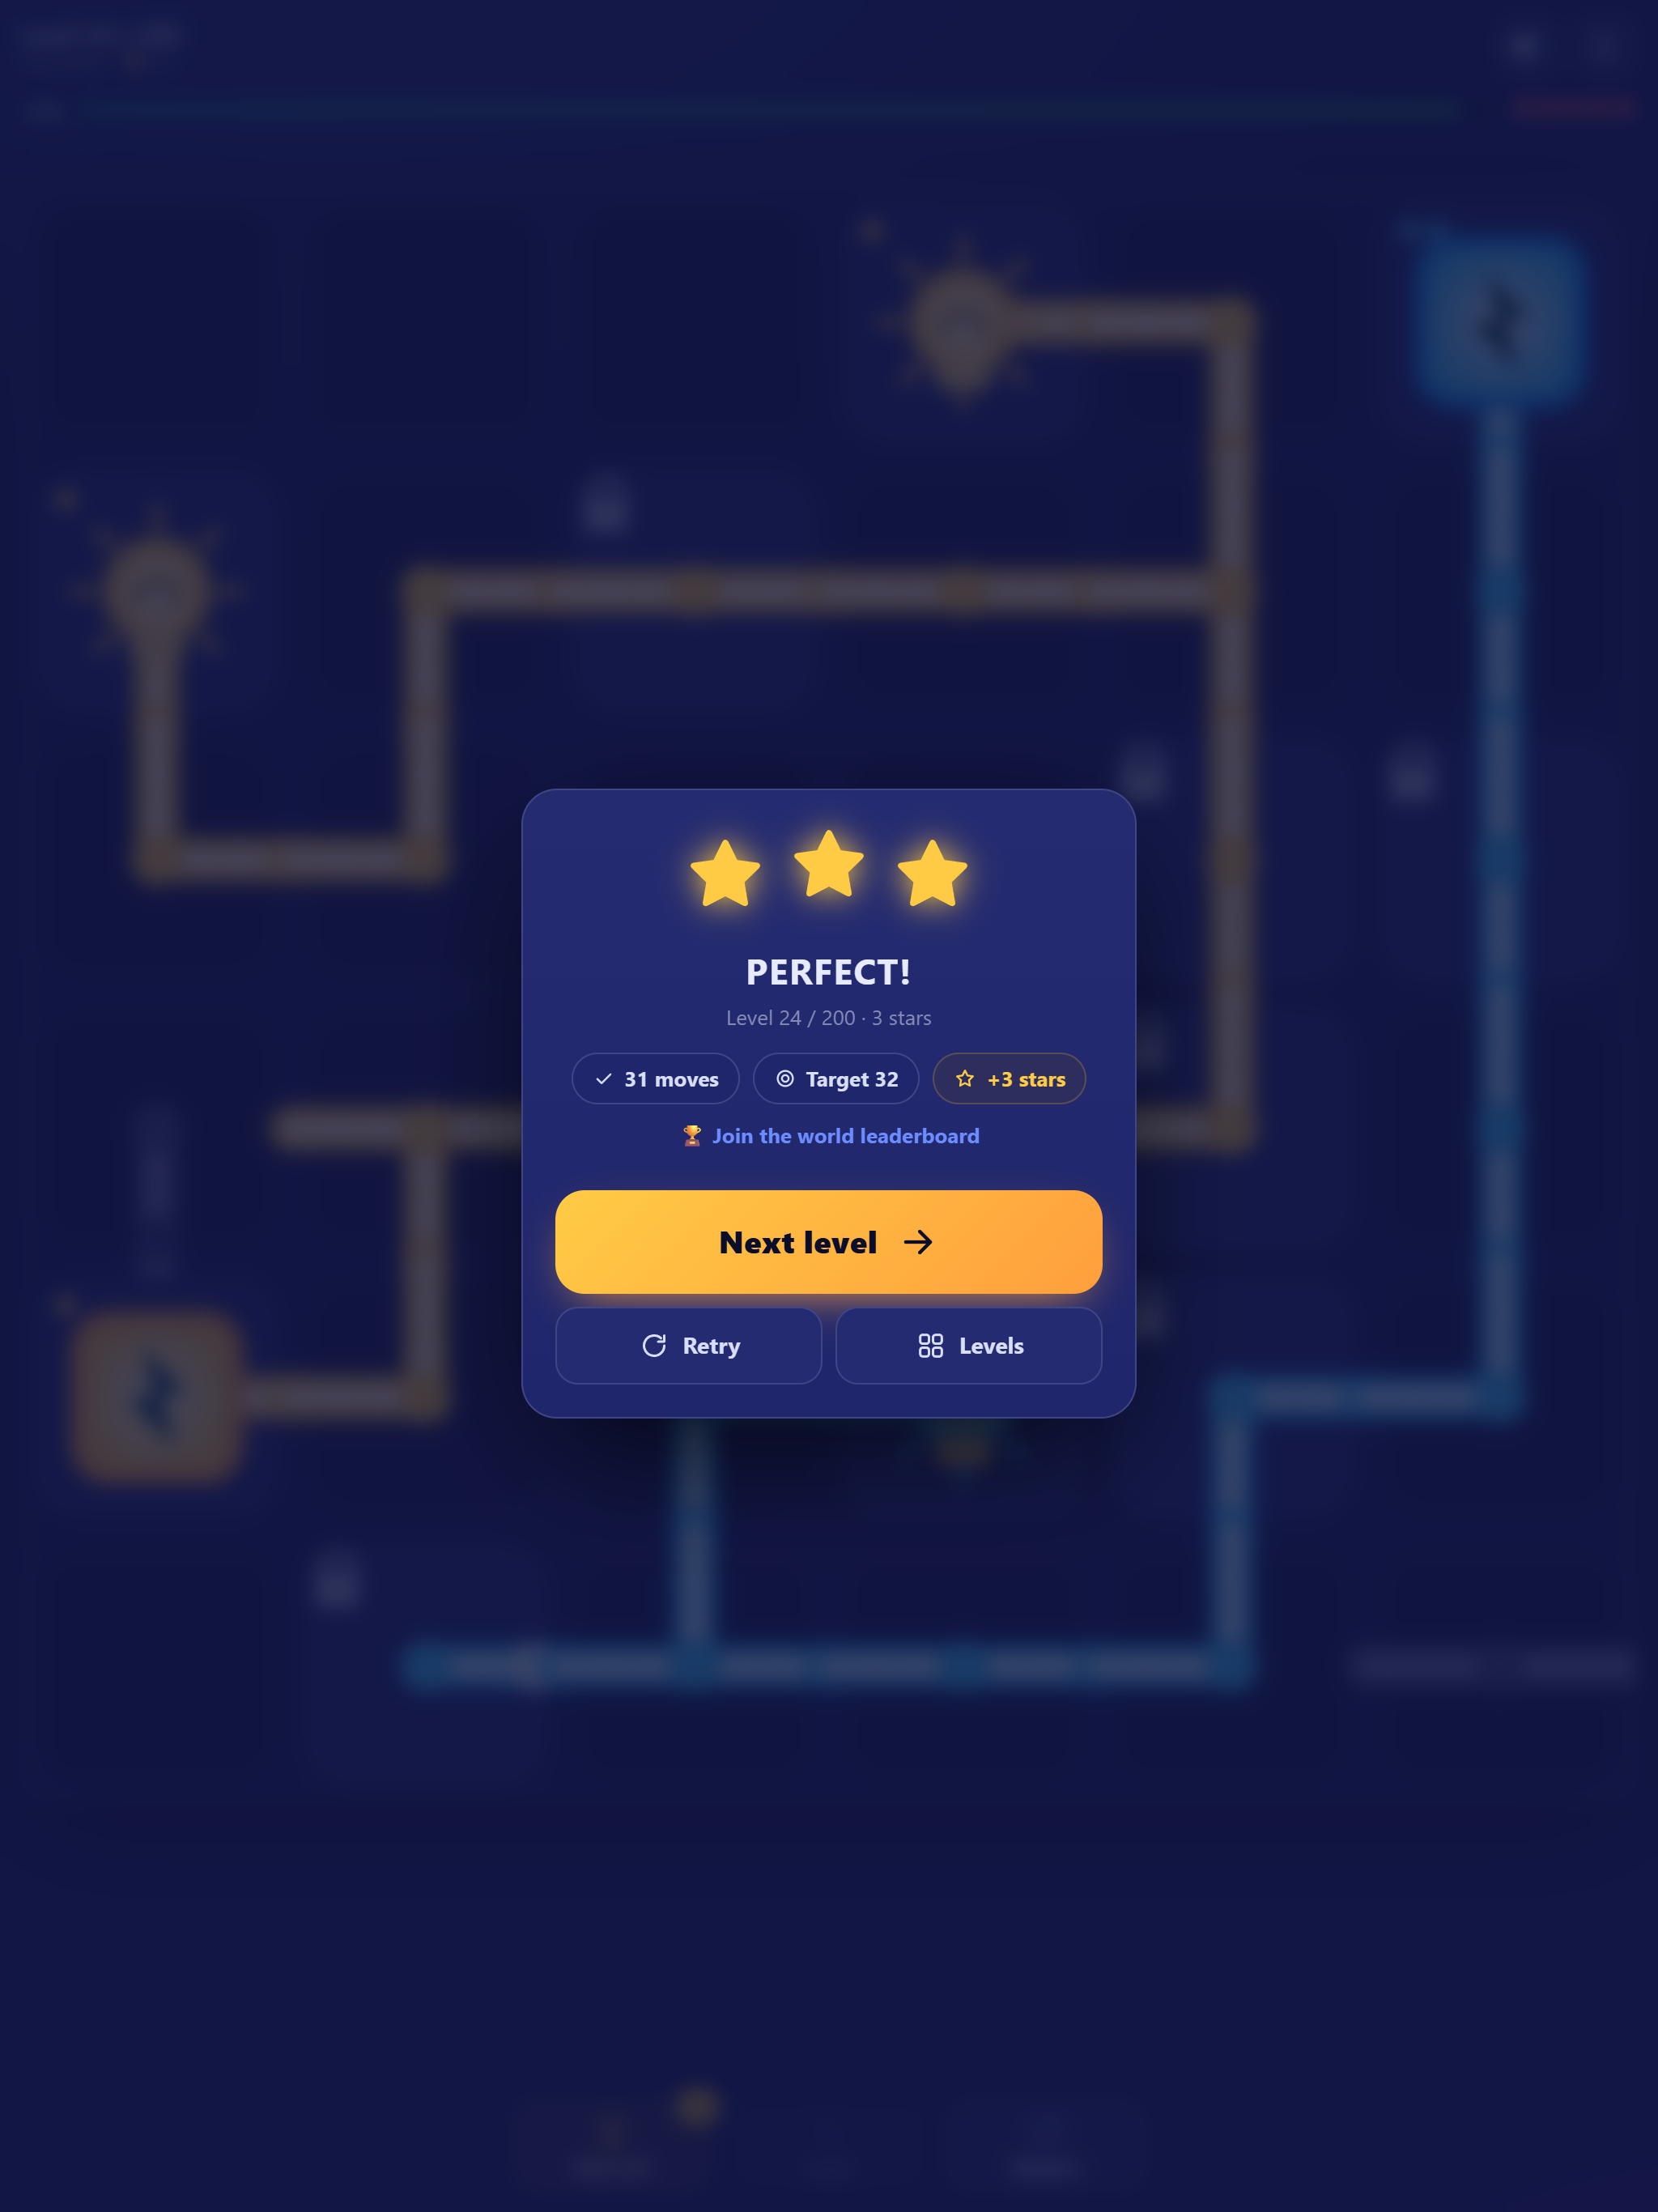 PERFECT!
Level 24 / 200 · 3 stars
31 moves
Target 32
+3 stars
Join the world leaderboard
Next level
Retry
Levels